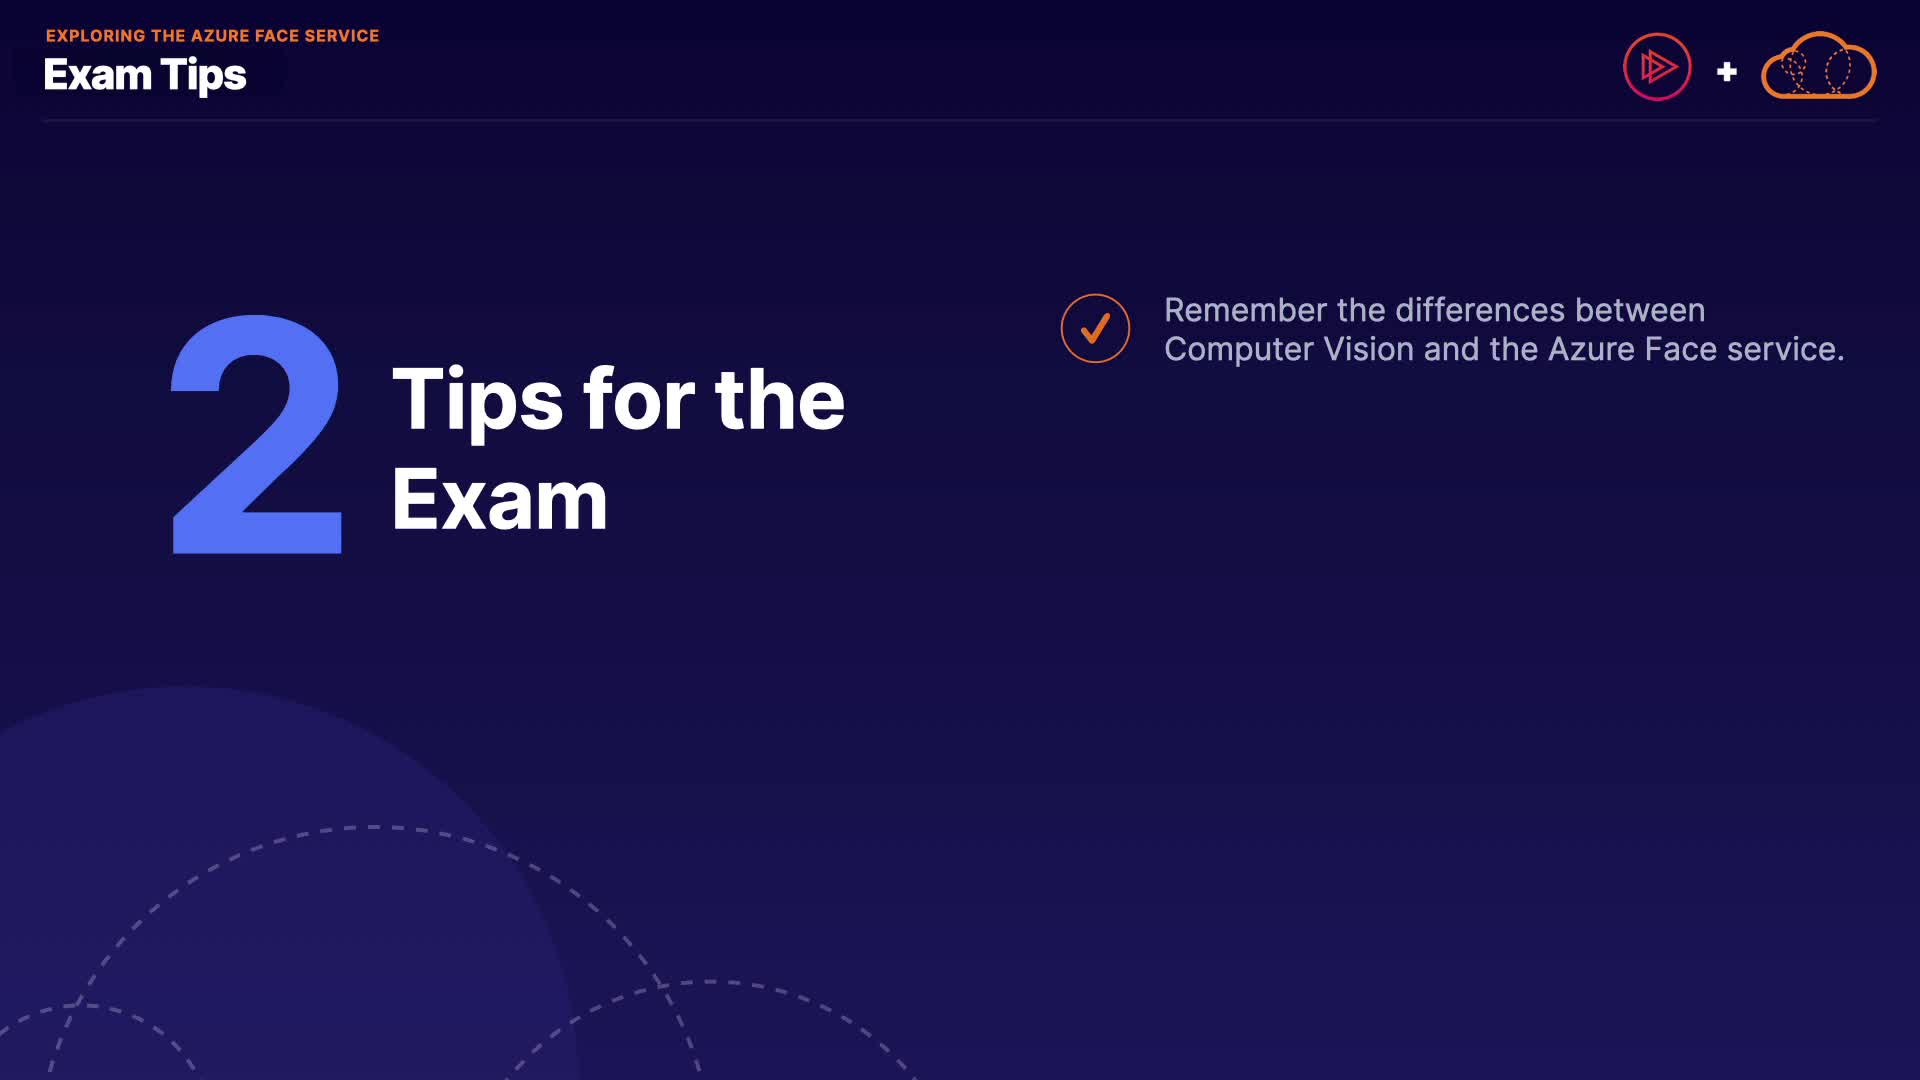 EXPLORING THE AZURE FACE SERVICE
Exam Tips
2
Tips for the
Exam
Remember the differences between
Computer Vision and the Azure Face service.